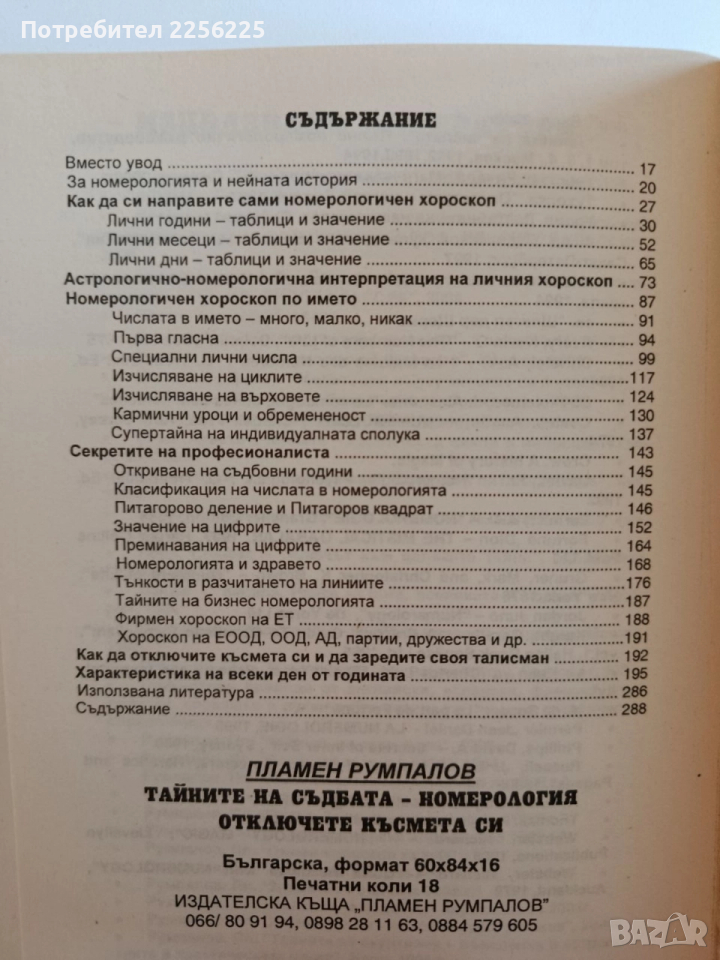 Потребител 2256225
СЪДЪРЖАНИЕ
Вместо увод 17
За номерологията и нейната история 20
Как да си направите сами номерологичен хороскоп 27
Лични години – таблици и значение 30
Лични месеци – таблици и значение 52
Лични дни – таблици и значение 65
Астрологично-номерологична интерпретация на личния хороскоп 73
Номерологичен хороскоп по името 87
Числата в името – много, малко, никак 91
Първа гласна 94
Специални лични числа 99
Изчисляване на циклите 117
Изчисляване на върховете 124
Кармични уроци и обремененост 130
Супертайна на индивидуалната сполука 137
Секретите на професионалиста 143
Откриване на съдбовни години 145
Класификация на числата в номерологията 145
Питагорово деление и Питагоров квадрат 146
Значение на цифрите 152
Преминавания на цифрите 164
Номерологията и здравето 168
Тънкости в разчитането на линиите 176
Тайните на бизнес номерологията 187
Фирмен хороскоп на ЕТ 188
Хороскоп на ЕООД, ООД, АД, партии, дружества и др. 191
Как да отключите късмета си и да заредите своя талисман 192
Характеристика на всеки ден от годината 195
Използвана литература 286
Съдържание 288
ПЛАМЕН РУМПАЛОВ
ТАЙНИТЕ НА СЪДБАТА – НОМЕРОЛОГИЯ
ОТКЛЮЧЕТЕ КЪСМЕТА СИ
Българска, формат 60x84x16
Печатни коли 18
ИЗДАТЕЛСКА КЪЩА „ПЛАМЕН РУМПАЛОВ"
066/ 80 91 94, 0898 28 11 63, 0884 579 605
BAZAR